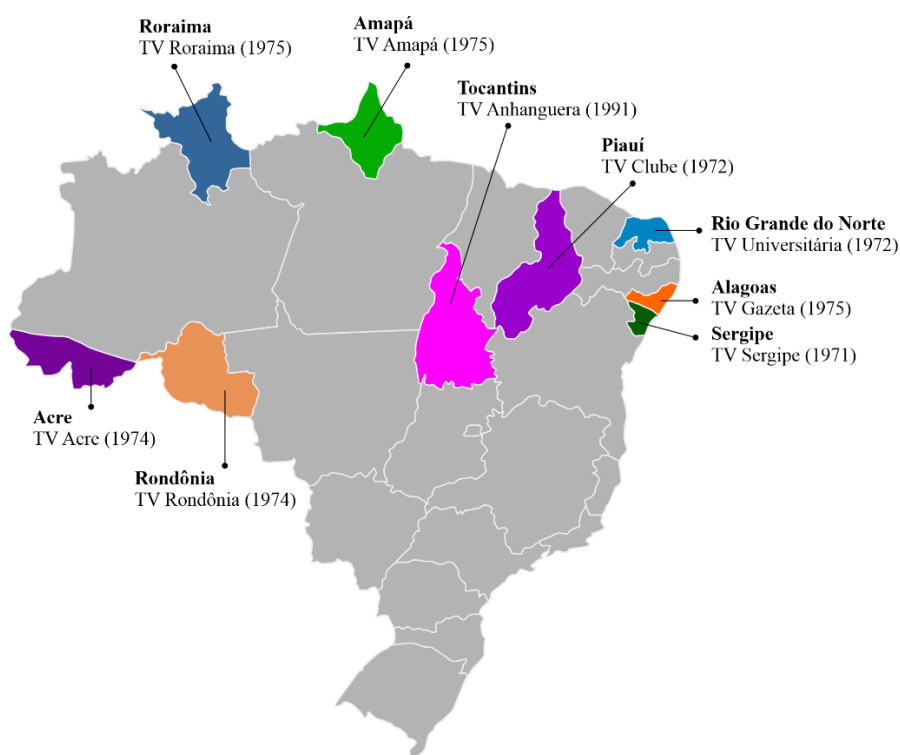 Roraima
TV Roraima (1975)
Amapá
TV Amapá (1975)
Tocantins
TV Anhanguera (1991)
Piauí
TV Clube (1972)
Rio Grande do Norte
TV Universitária (1972)
Alagoas
TV Gazeta (1975)
Sergipe
TV Sergipe (1971)
Acre
TV Acre (1974)
Rondônia
TV Rondônia (1974)